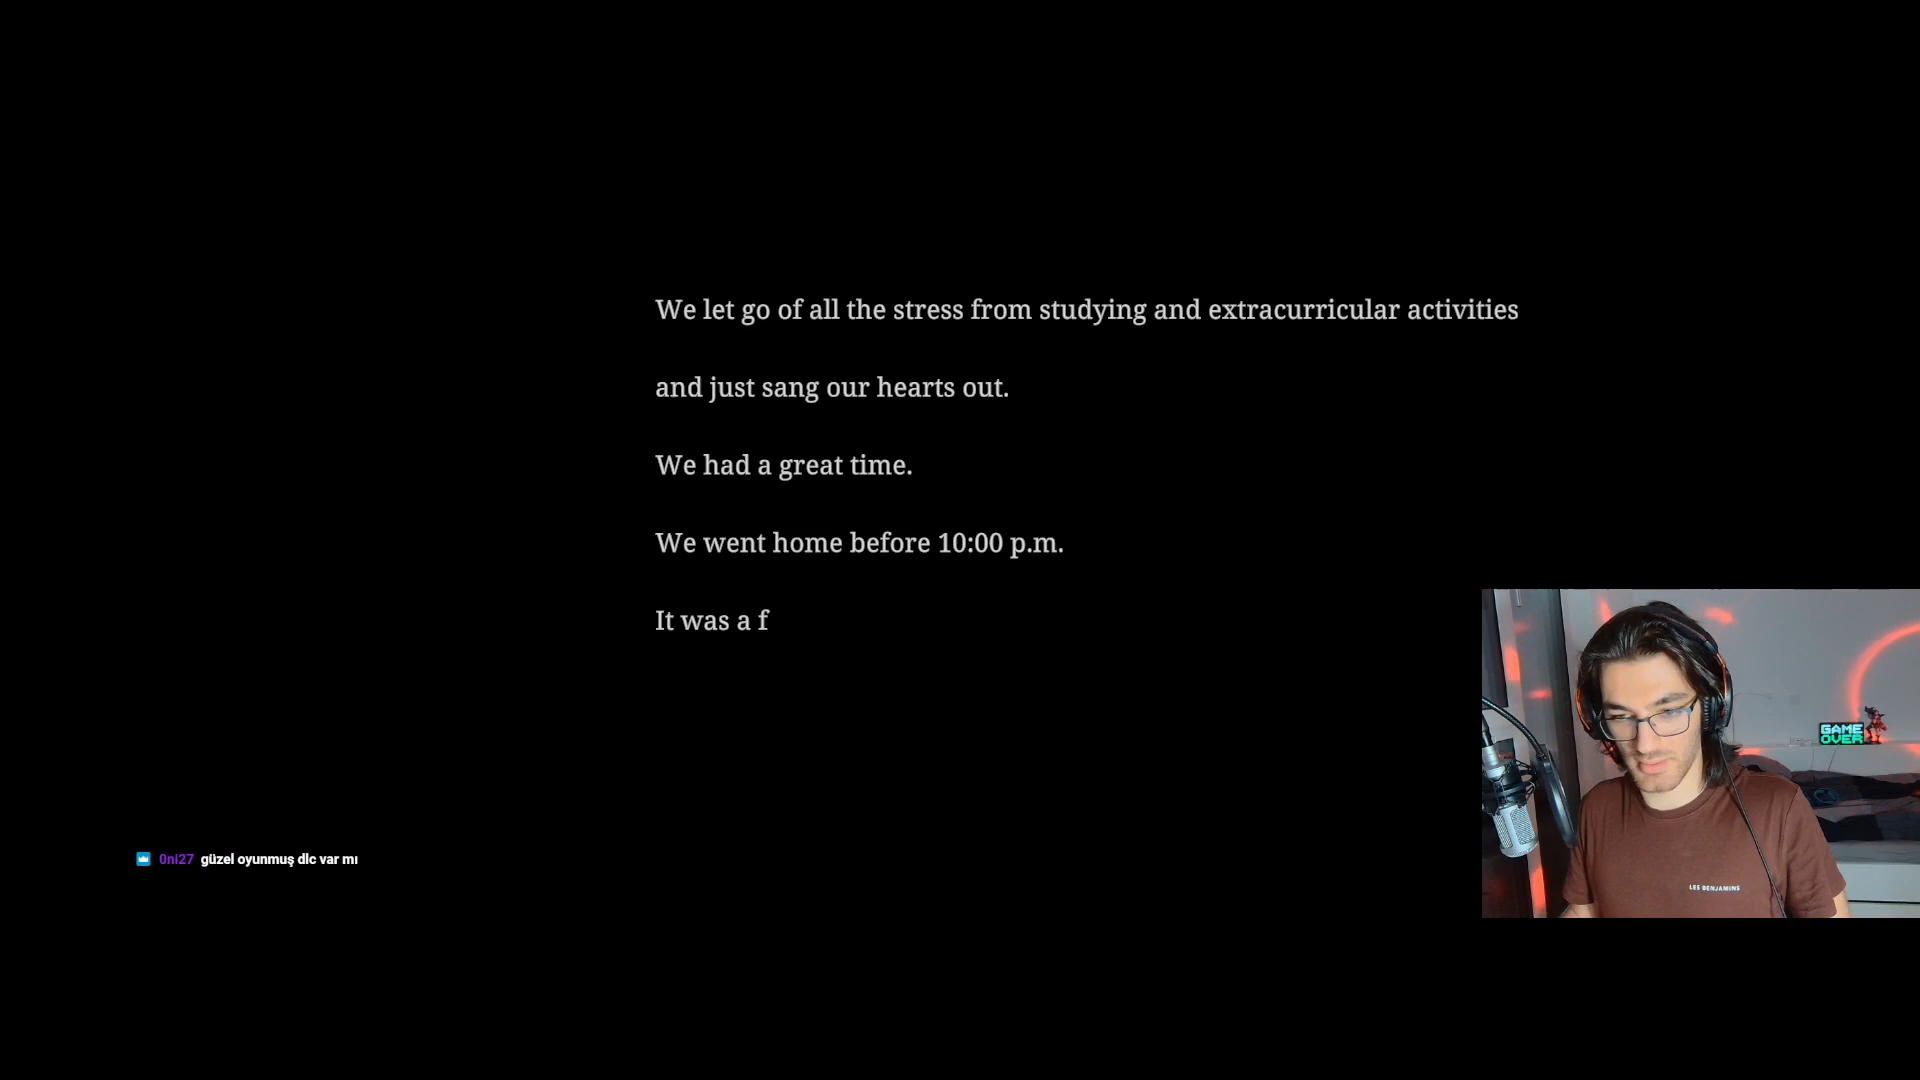 We let go of all the stress from studying and extracurricular activities
and just sang our hearts out.
We had a great time.
We went home before 10:00 p.m.
It was a f
GAME
OVER
0ni27 güzel oyunmuş dlc var mı
LES BENJAMINS